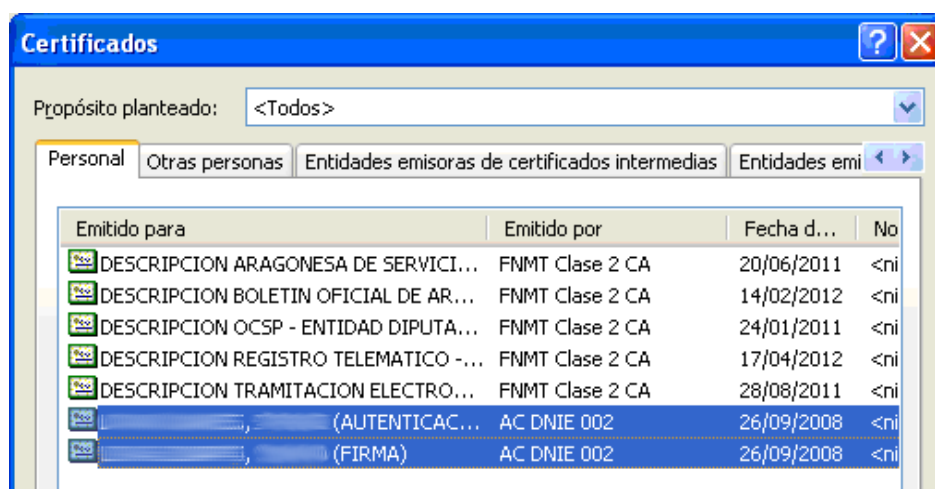 Certificados
Propósito planteado: <Todos>
Personal Otras personas Entidades emisoras de certificados intermedias Entidades emi
Emitido para Emitido por Fecha d... No
DESCRIPCION ARAGONESA DE SERVICI... FNMT Clase 2 CA 20/06/2011 <ni
DESCRIPCION BOLETIN OFICIAL DE AR... FNMT Clase 2 CA 14/02/2012 <ni
DESCRIPCION OCSP - ENTIDAD DIPUTA... FNMT Clase 2 CA 24/01/2011 <ni
DESCRIPCION REGISTRO TELEMATICO -... FNMT Clase 2 CA 17/04/2012 <ni
DESCRIPCION TRAMITACION ELECTRO... FNMT Clase 2 CA 28/08/2011 <ni
, (AUTENTICAC... AC DNIE 002 26/09/2008 <ni
, (FIRMA) AC DNIE 002 26/09/2008 <ni